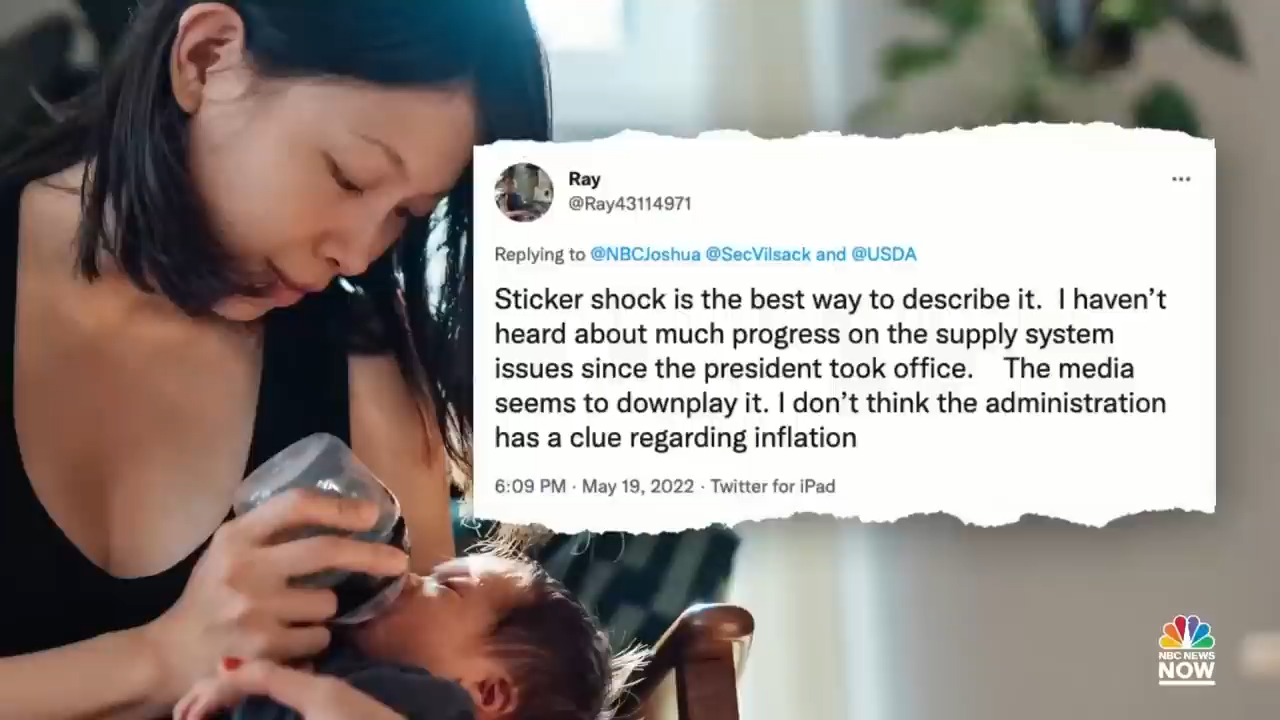 Ray
@Ray43114971
Replying to @NBCJoshua @SecVilsack and @USDA
Sticker shock is the best way to describe it.  I haven't
heard about much progress on the supply system
issues since the president took office.    The media
seems to downplay it. I don't think the administration
has a clue regarding inflation
6:09 PM · May 19, 2022 · Twitter for iPad
NBC NEWS
NOW